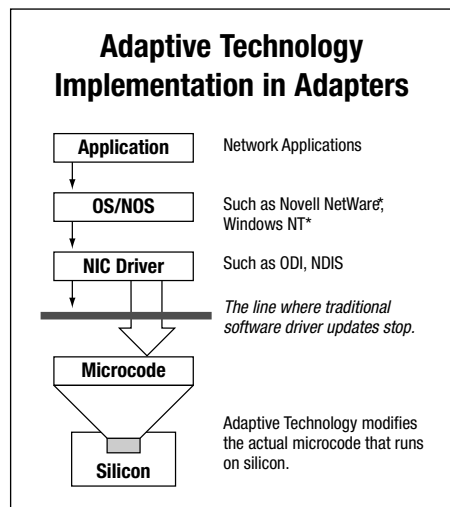 Adaptive Technology
Implementation in Adapters
Application
Network Applications
OS/NOS
Such as Novell NetWare*,
Windows NT*
NIC Driver
Such as ODI, NDIS
The line where traditional
software driver updates stop.
Microcode
Adaptive Technology modifies
the actual microcode that runs
on silicon.
Silicon